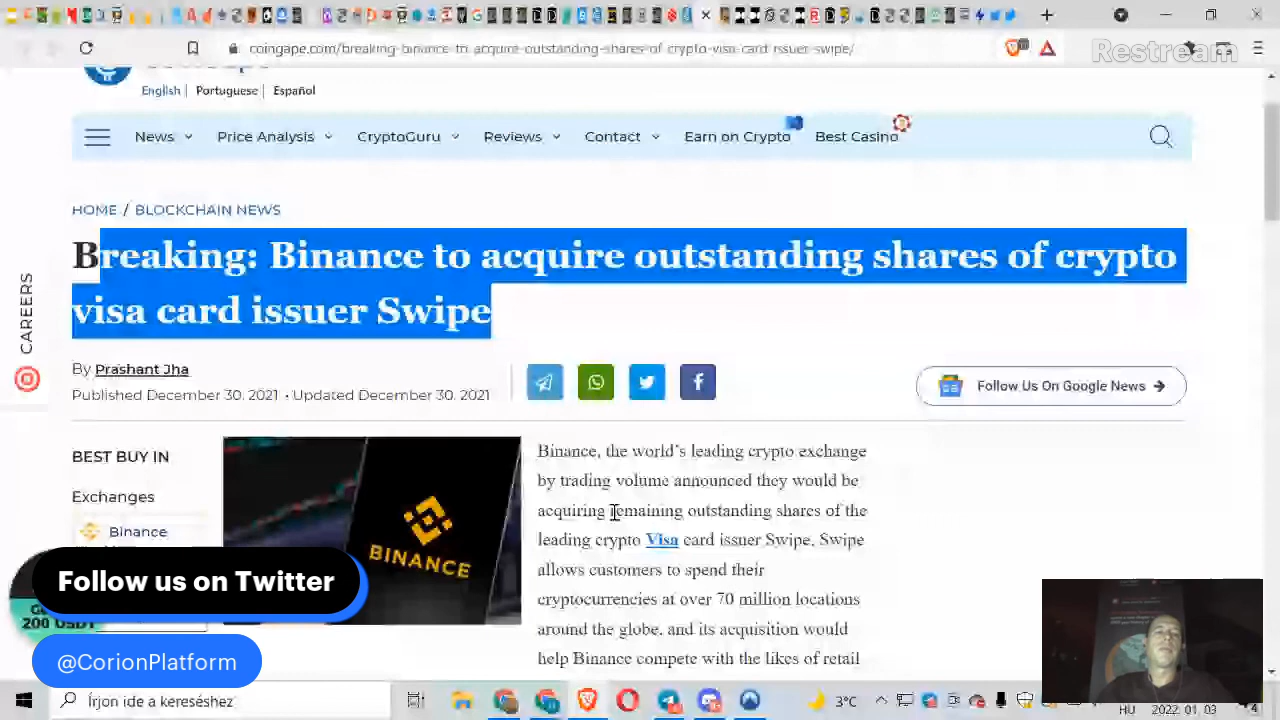 coingape.com/breaking-binance-to-acquire-outstanding-shares-of-crypto-visa-card-issuer-swipe/
Restream
English | Portuguese | Español
News Price Analysis CryptoGuru Reviews Contact Earn on Crypto Best Casino
HOME / BLOCKCHAIN NEWS
Breaking: Binance to acquire outstanding shares of crypto
visa card issuer Swipe
CAREERS
By Prashant Jha
Published December 30, 2021 • Updated December 30, 2021
Follow Us On Google News
BEST BUY IN
Exchanges
Binance
BINANCE
Binance, the world's leading crypto exchange
by trading volume announced they would be
acquiring remaining outstanding shares of the
leading crypto Visa card issuer Swipe. Swipe
allows customers to spend their
cryptocurrencies at over 70 million locations
around the globe, and its acquisition would
help Binance compete with the likes of retail
200 USDT
Follow us on Twitter
@CorionPlatform
Írjon ide a kereséshez
3°C
HU
2022. 01. 03